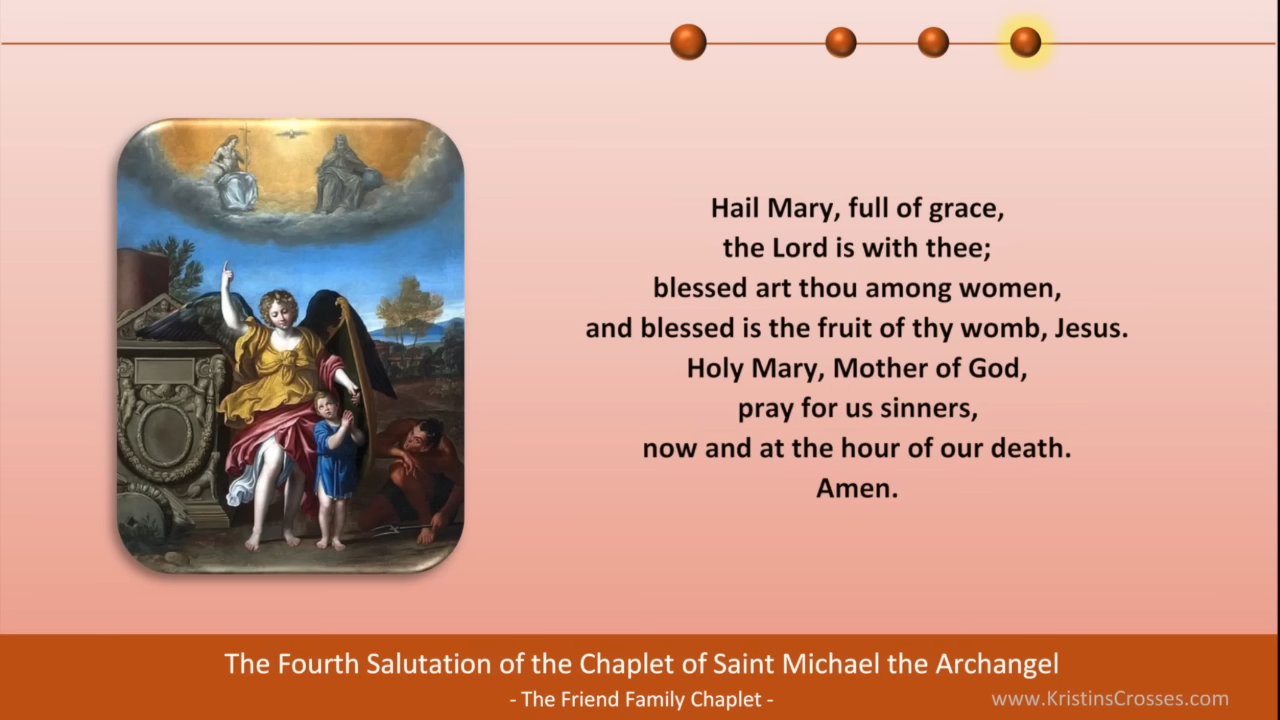 Hail Mary, full of grace,
the Lord is with thee;
blessed art thou among women,
and blessed is the fruit of thy womb, Jesus.
Holy Mary, Mother of God,
pray for us sinners,
now and at the hour of our death.
Amen.
The Fourth Salutation of the Chaplet of Saint Michael the Archangel
- The Friend Family Chaplet -
www.KristinsCrosses.com